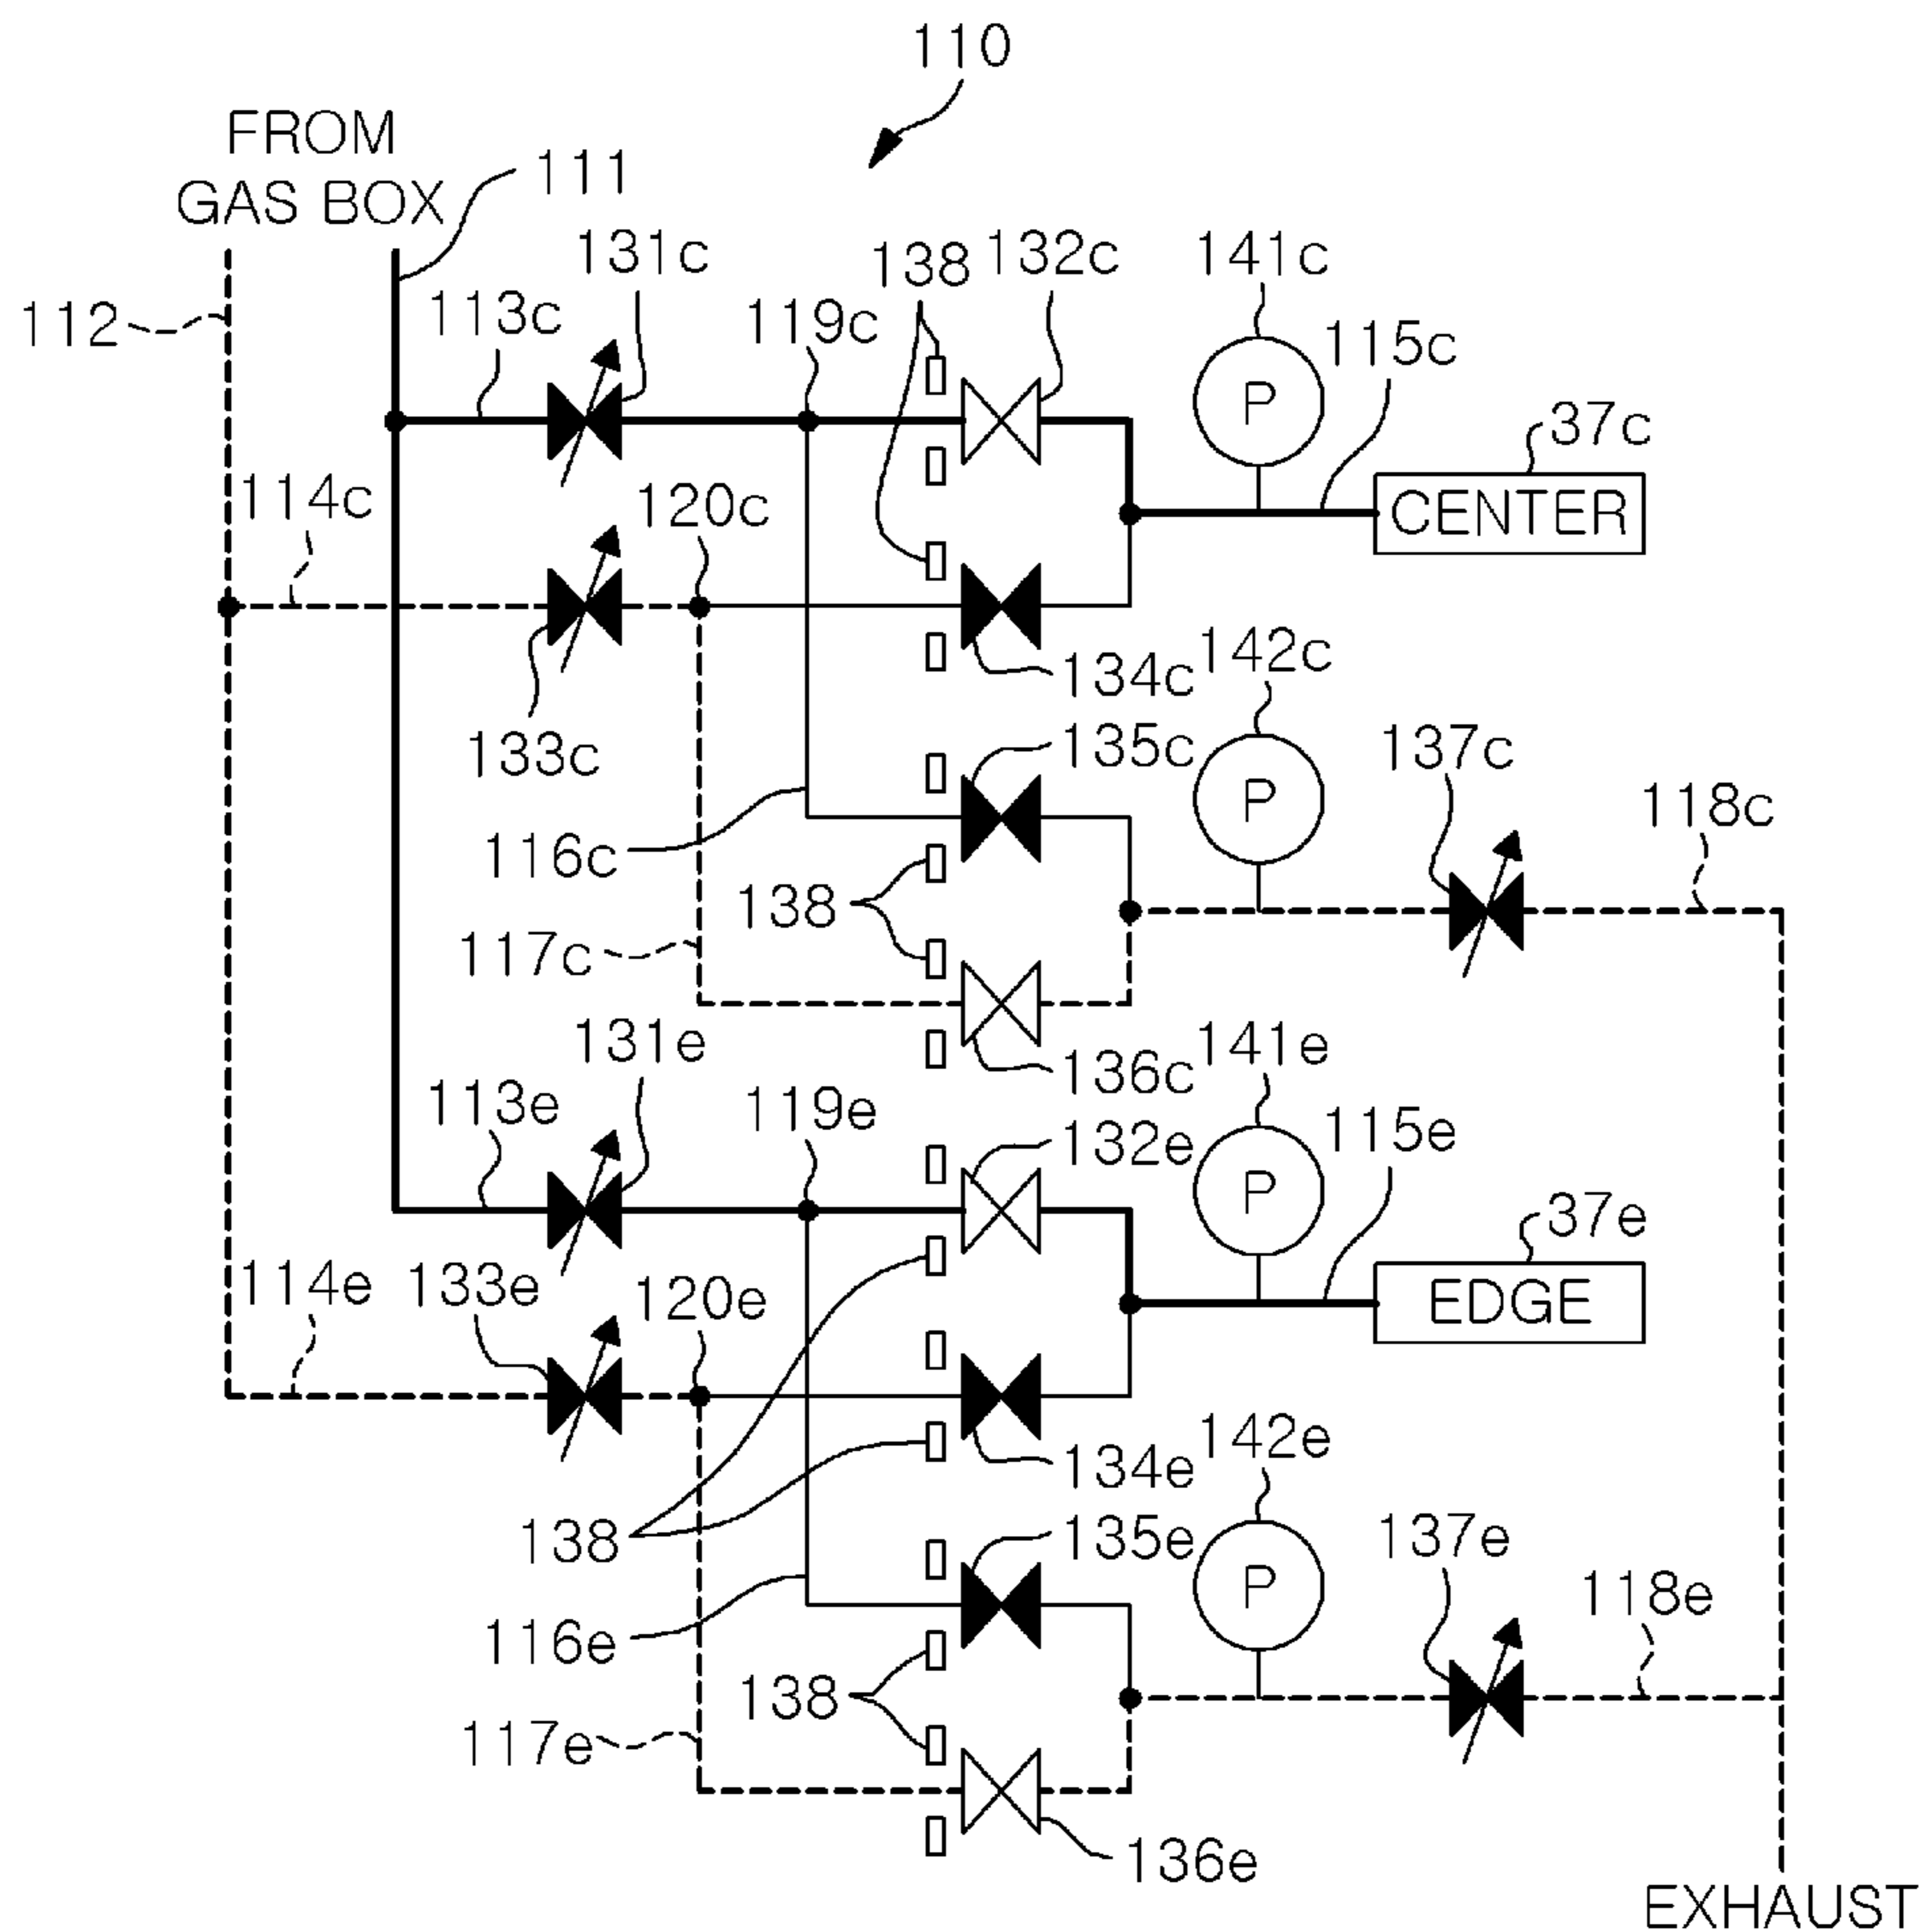 110
FROM
GAS BOX
111
131c
138
132c
141c
112
113c
119c
115c
P
37c
CENTER
114c
120c
134c
142c
133c
135c
137c
P
118c
116c
138
117c
131e
136c
141e
113e
119e
132e
115e
P
37e
EDGE
114e
133e
120e
134e
142e
138
135e
137e
P
118e
116e
138
117e
136e
EXHAUST